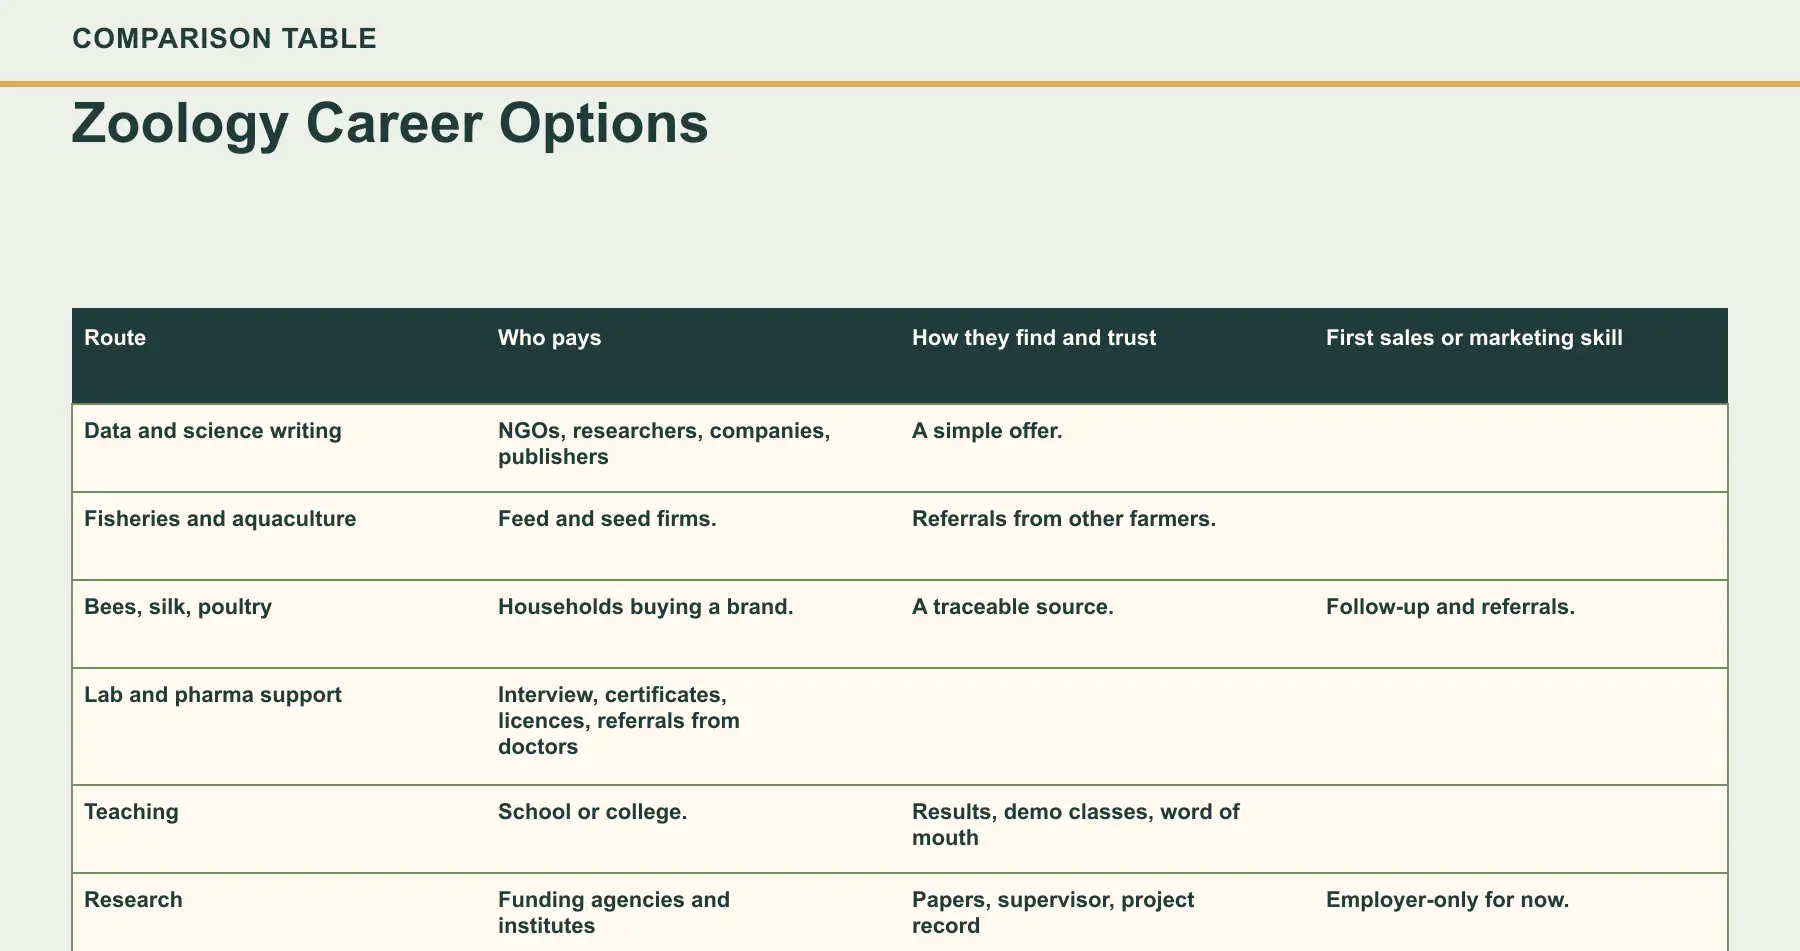 COMPARISON TABLE
Zoology Career Options
Route
Who pays
How they find and trust
First sales or marketing skill
Data and science writing
NGOs, researchers, companies,
publishers
A simple offer.
Fisheries and aquaculture
Feed and seed firms.
Referrals from other farmers.
Bees, silk, poultry
Households buying a brand.
A traceable source.
Follow-up and referrals.
Lab and pharma support
Interview, certificates,
licences, referrals from
doctors
Teaching
School or college.
Results, demo classes, word of
mouth
Research
Funding agencies and
institutes
Papers, supervisor, project
record
Employer-only for now.